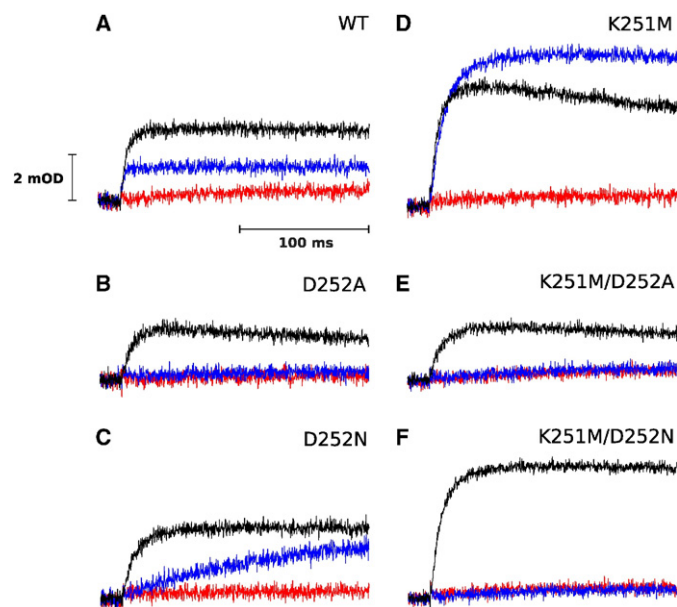 A WT
D K251M
2 mOD
100 ms
B D252A
E K251M/D252A
C D252N
F K251M/D252N